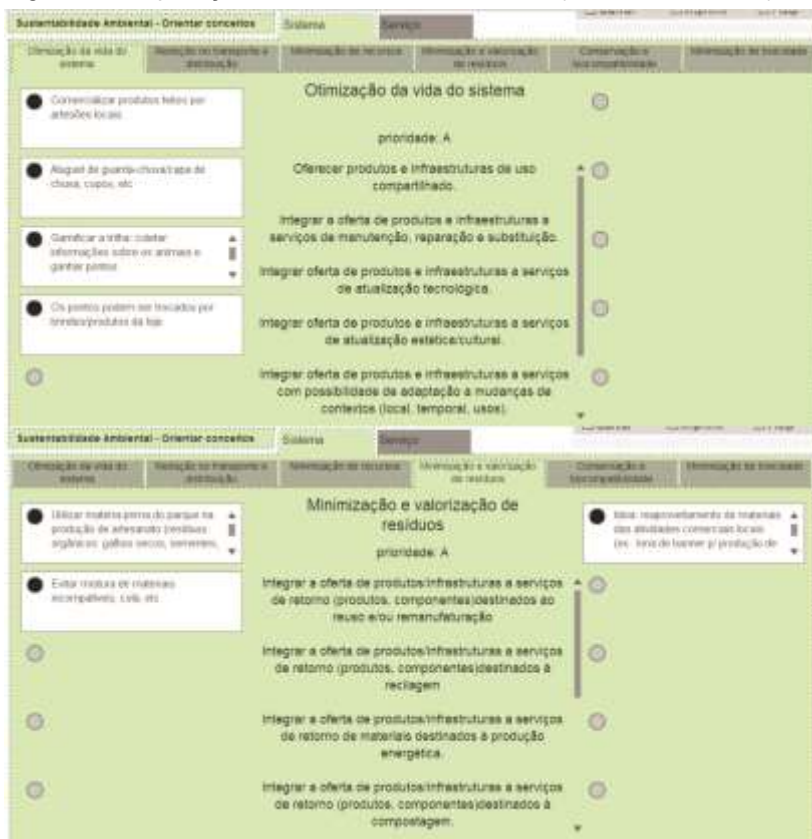 Sustentabilidade Ambiental - Orientar conceitos
Sistema
Serviço
Otimização da vida do
sistema
Redução no transporte e
distribuição
Minimização de recursos
Minimização e valorização
de resíduos
Conservação e
biocompatibilidade
Minimização da toxicidade
Comercializar produtos feitos por
artesões locais
Aluguel de guarda-chuva/capa de
chuva, copos, etc
Gamificar a trilha: coletar
informações sobre os animais e
ganhar pontos
Os pontos podem ser trocados por
brindes/produtos da loja
Otimização da vida do sistema
prioridade: A
Oferecer produtos e infraestruturas de uso
compartilhado.
Integrar a oferta de produtos e infraestruturas a
serviços de manutenção, reparação e substituição.
Integrar oferta de produtos e infraestruturas a serviços
de atualização tecnológica.
Integrar oferta de produtos e infraestruturas a serviços
de atualização estética/cultural.
Integrar oferta de produtos e infraestruturas a serviços
com possibilidade de adaptação a mudanças de
contextos (local, temporal, usos).
Sustentabilidade Ambiental - Orientar conceitos
Sistema
Serviço
Otimização da vida do
sistema
Redução no transporte e
distribuição
Minimização de recursos
Minimização e valorização
de resíduos
Conservação e
biocompatibilidade
Minimização da toxicidade
Utilizar matéria-prima do parque na
produção de artesanato (resíduos
orgânicos: galhos secos, sementes,
Evitar mistura de materiais
incompatíveis, cola, etc
Minimização e valorização de
resíduos
prioridade: A
Integrar a oferta de produtos/infraestruturas a serviços
de retorno (produtos, componentes)destinados ao
reuso e/ou remanufaturação
Integrar a oferta de produtos/infraestruturas a serviços
de retorno (produtos, componentes)destinados à
reciclagem
Integrar a oferta de produtos/infraestruturas a serviços
de retorno de materiais destinados à produção
energética.
Integrar a oferta de produtos/infraestruturas a serviços
de retorno (produtos, componentes)destinados à
compostagem.
Ideia: reaproveitamento de materiais
das atividades comerciais locais
(ex.: lona de banner p/ produção de